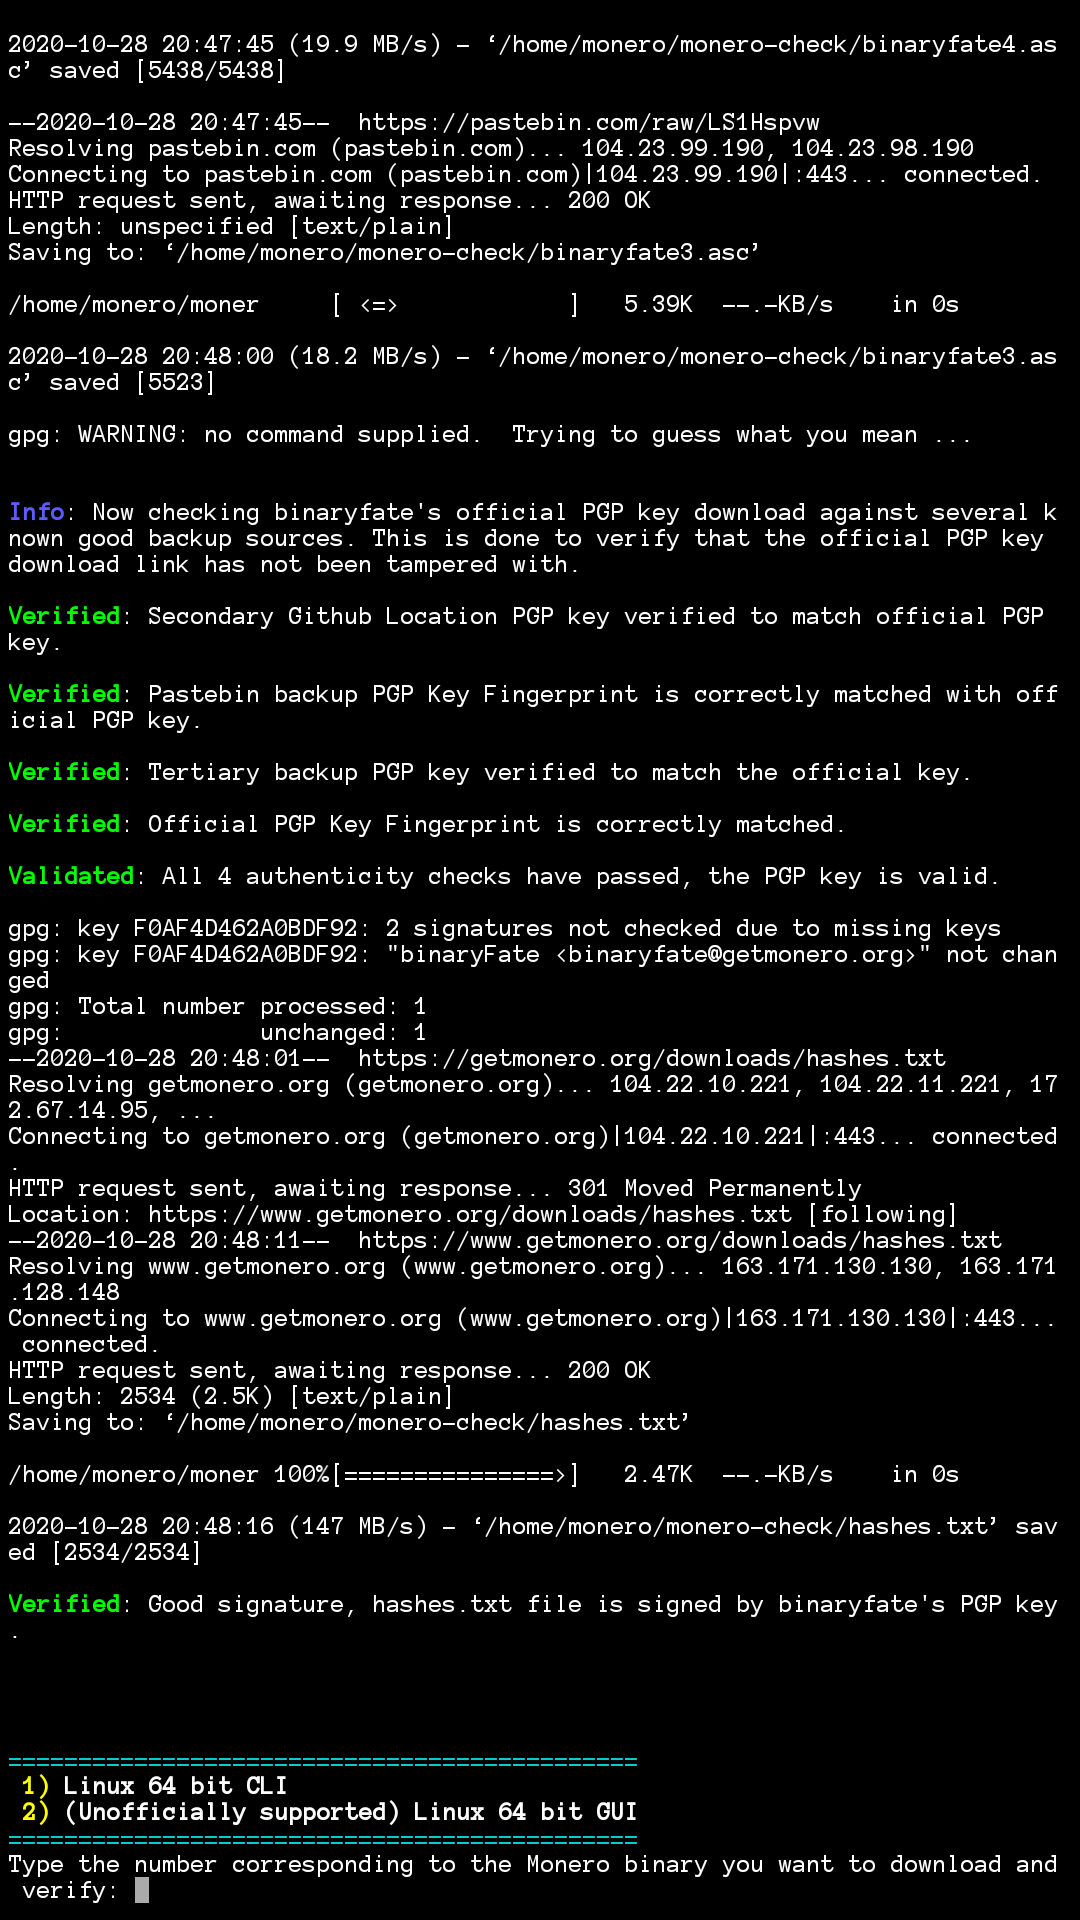 2020-10-28 20:47:45 (19.9 MB/s) - ‘/home/monero/monero-check/binaryfate4.as
c’ saved [5438/5438]
--2020-10-28 20:47:45--  https://pastebin.com/raw/LS1Hspvw
Resolving pastebin.com (pastebin.com)... 104.23.99.190, 104.23.98.190
Connecting to pastebin.com (pastebin.com)|104.23.99.190|:443... connected.
HTTP request sent, awaiting response... 200 OK
Length: unspecified [text/plain]
Saving to: ‘/home/monero/monero-check/binaryfate3.asc’
/home/monero/moner     [ <=>            ]   5.39K  --.-KB/s    in 0s
2020-10-28 20:48:00 (18.2 MB/s) - ‘/home/monero/monero-check/binaryfate3.as
c’ saved [5523]
gpg: WARNING: no command supplied.  Trying to guess what you mean ...
Info: Now checking binaryfate's official PGP key download against several k
nown good backup sources. This is done to verify that the official PGP key
download link has not been tampered with.
Verified: Secondary Github Location PGP key verified to match official PGP
key.
Verified: Pastebin backup PGP Key Fingerprint is correctly matched with off
icial PGP key.
Verified: Tertiary backup PGP key verified to match the official key.
Verified: Official PGP Key Fingerprint is correctly matched.
Validated: All 4 authenticity checks have passed, the PGP key is valid.
gpg: key F0AF4D462A0BDF92: 2 signatures not checked due to missing keys
gpg: key F0AF4D462A0BDF92: "binaryFate <binaryfate@getmonero.org>" not chan
ged
gpg: Total number processed: 1
gpg:              unchanged: 1
--2020-10-28 20:48:01--  https://getmonero.org/downloads/hashes.txt
Resolving getmonero.org (getmonero.org)... 104.22.10.221, 104.22.11.221, 17
2.67.14.95, ...
Connecting to getmonero.org (getmonero.org)|104.22.10.221|:443... connected
.
HTTP request sent, awaiting response... 301 Moved Permanently
Location: https://www.getmonero.org/downloads/hashes.txt [following]
--2020-10-28 20:48:11--  https://www.getmonero.org/downloads/hashes.txt
Resolving www.getmonero.org (www.getmonero.org)... 163.171.130.130, 163.171
.128.148
Connecting to www.getmonero.org (www.getmonero.org)|163.171.130.130|:443...
 connected.
HTTP request sent, awaiting response... 200 OK
Length: 2534 (2.5K) [text/plain]
Saving to: ‘/home/monero/monero-check/hashes.txt’
/home/monero/moner 100%[===============>]   2.47K  --.-KB/s    in 0s
2020-10-28 20:48:16 (147 MB/s) - ‘/home/monero/monero-check/hashes.txt’ sav
ed [2534/2534]
Verified: Good signature, hashes.txt file is signed by binaryfate's PGP key
.
=============================================
 1) Linux 64 bit CLI
 2) (Unofficially supported) Linux 64 bit GUI
=============================================
Type the number corresponding to the Monero binary you want to download and
 verify: